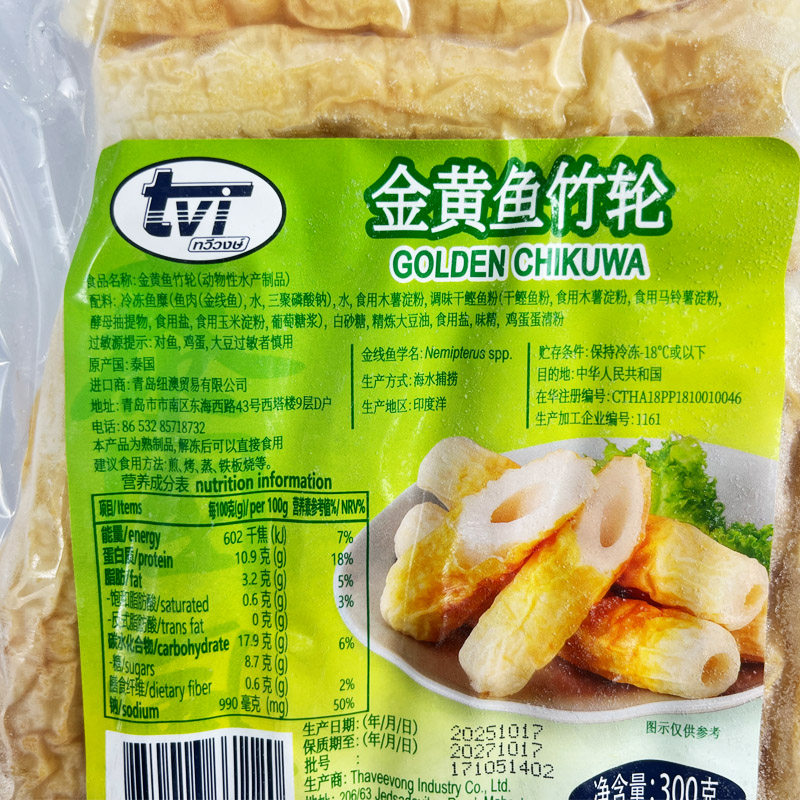 tvi
ทวีวงษ์
金黄鱼竹轮
GOLDEN CHIKUWA
食品名称: 金黄鱼竹轮(动物性水产制品)
配料: 冷冻鱼糜(鱼肉(金线鱼), 水, 三聚磷酸钠), 水, 食用木薯淀粉, 调味干鲣鱼粉(干鲣鱼粉, 食用木薯淀粉, 食用马铃薯淀粉,
酵母抽提物, 食用盐, 食用玉米淀粉, 葡萄糖浆), 白砂糖, 精炼大豆油, 食用盐, 味精, 鸡蛋蛋清粉
过敏源提示: 对鱼, 鸡蛋, 大豆过敏者慎用
原产国: 泰国
进口商: 青岛纽澳贸易有限公司
地址: 青岛市市南区东海西路43号西塔楼9层D户
电话: 86 532 85718732
本产品为熟制品, 解冻后可以直接食用
建议食用方法: 煎、烤、蒸、铁板烧等。
金线鱼学名: Nemipterus spp.
生产方式: 海水捕捞
生产地区: 印度洋
贮存条件: 保持冷冻-18°C或以下
目的地: 中华人民共和国
在华注册编号: CTHA18PP1810010046
生产加工企业编号: 1161
营养成分表 nutrition information
项目/Items 每100克(g)/per 100g 营养素参考值%/ NRV%
能量/energy 602 千焦 (kJ) 7%
蛋白质/protein 10.9 克 (g) 18%
脂肪/fat 3.2 克 (g) 5%
-饱和脂肪酸/saturated 0.6 克 (g) 3%
-反式脂肪酸/trans fat 0 克 (g)
碳水化合物/carbohydrate 17.9 克 (g) 6%
-糖/sugars 8.7 克 (g)
膳食纤维/dietary fiber 0.6 克 (g) 2%
钠/sodium 990 毫克 (mg) 50%
图示仅供参考
生产日期: (年/月/日) 20251017
保质期至: (年/月/日) 20271017
批号 : 171051402
生产商: Thaveevong Industry Co., Ltd.
净含量: 300克